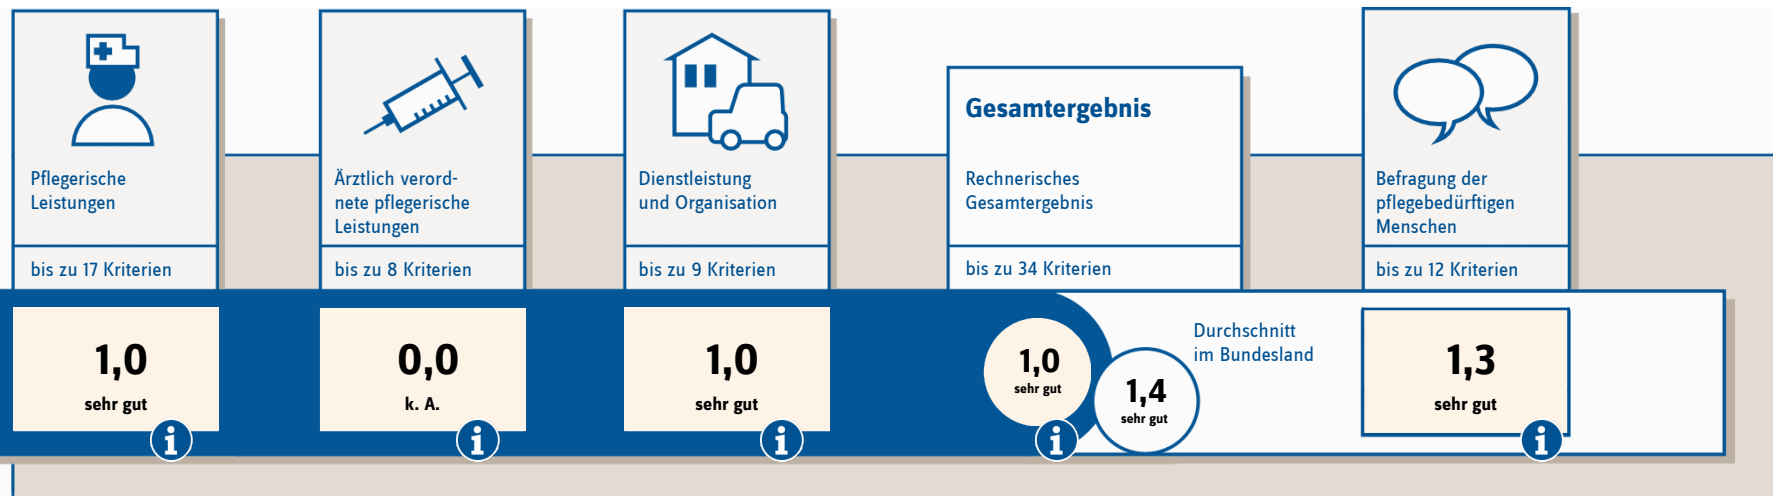 Pflegerische
Leistungen
bis zu 17 Kriterien
1,0
sehr gut
i
Ärztlich verord-
nete pflegerische
Leistungen
bis zu 8 Kriterien
0,0
k. A.
i
Dienstleistung
und Organisation
bis zu 9 Kriterien
1,0
sehr gut
i
Gesamtergebnis
Rechnerisches
Gesamtergebnis
bis zu 34 Kriterien
1,0
sehr gut
i
1,4
sehr gut
Durchschnitt
im Bundesland
Befragung der
pflegebedürftigen
Menschen
bis zu 12 Kriterien
1,3
sehr gut
i